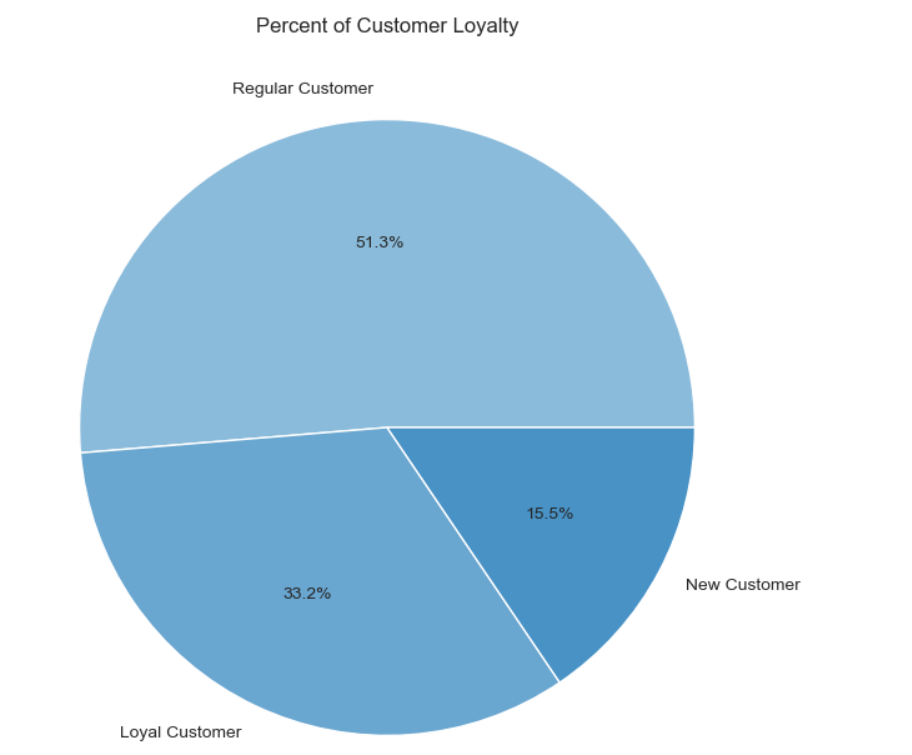 Percent of Customer Loyalty
Regular Customer
51.3%
15.5%
New Customer
33.2%
Loyal Customer